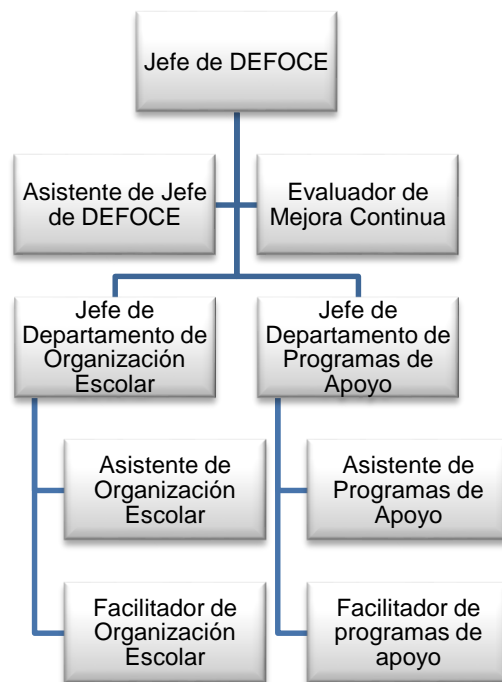 Jefe de DEFOCE
Asistente de Jefe
de DEFOCE
Evaluador de
Mejora Continua
Jefe de
Departamento de
Organización
Escolar
Jefe de
Departamento de
Programas de
Apoyo
Asistente de
Organización
Escolar
Asistente de
Programas de
Apoyo
Facilitador de
Organización
Escolar
Facilitador de
programas de
apoyo